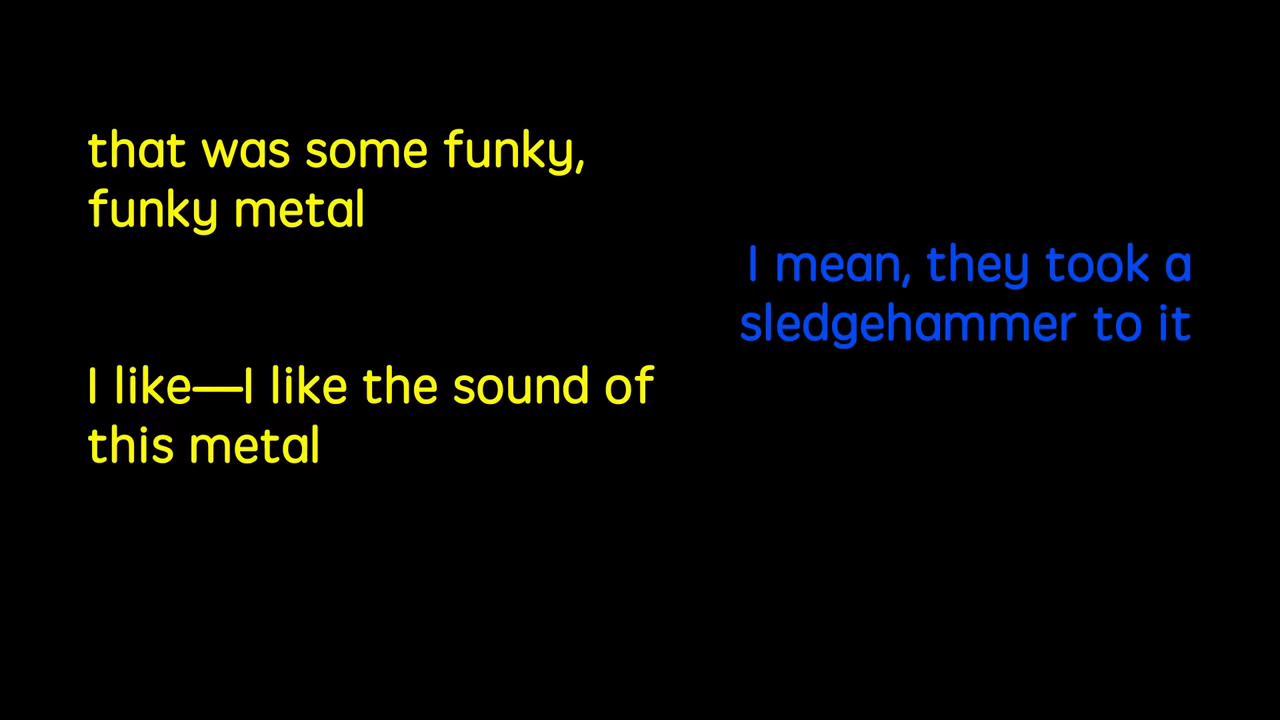 that was some funky,
funky metal
I mean, they took a
sledgehammer to it
I like—I like the sound of
this metal